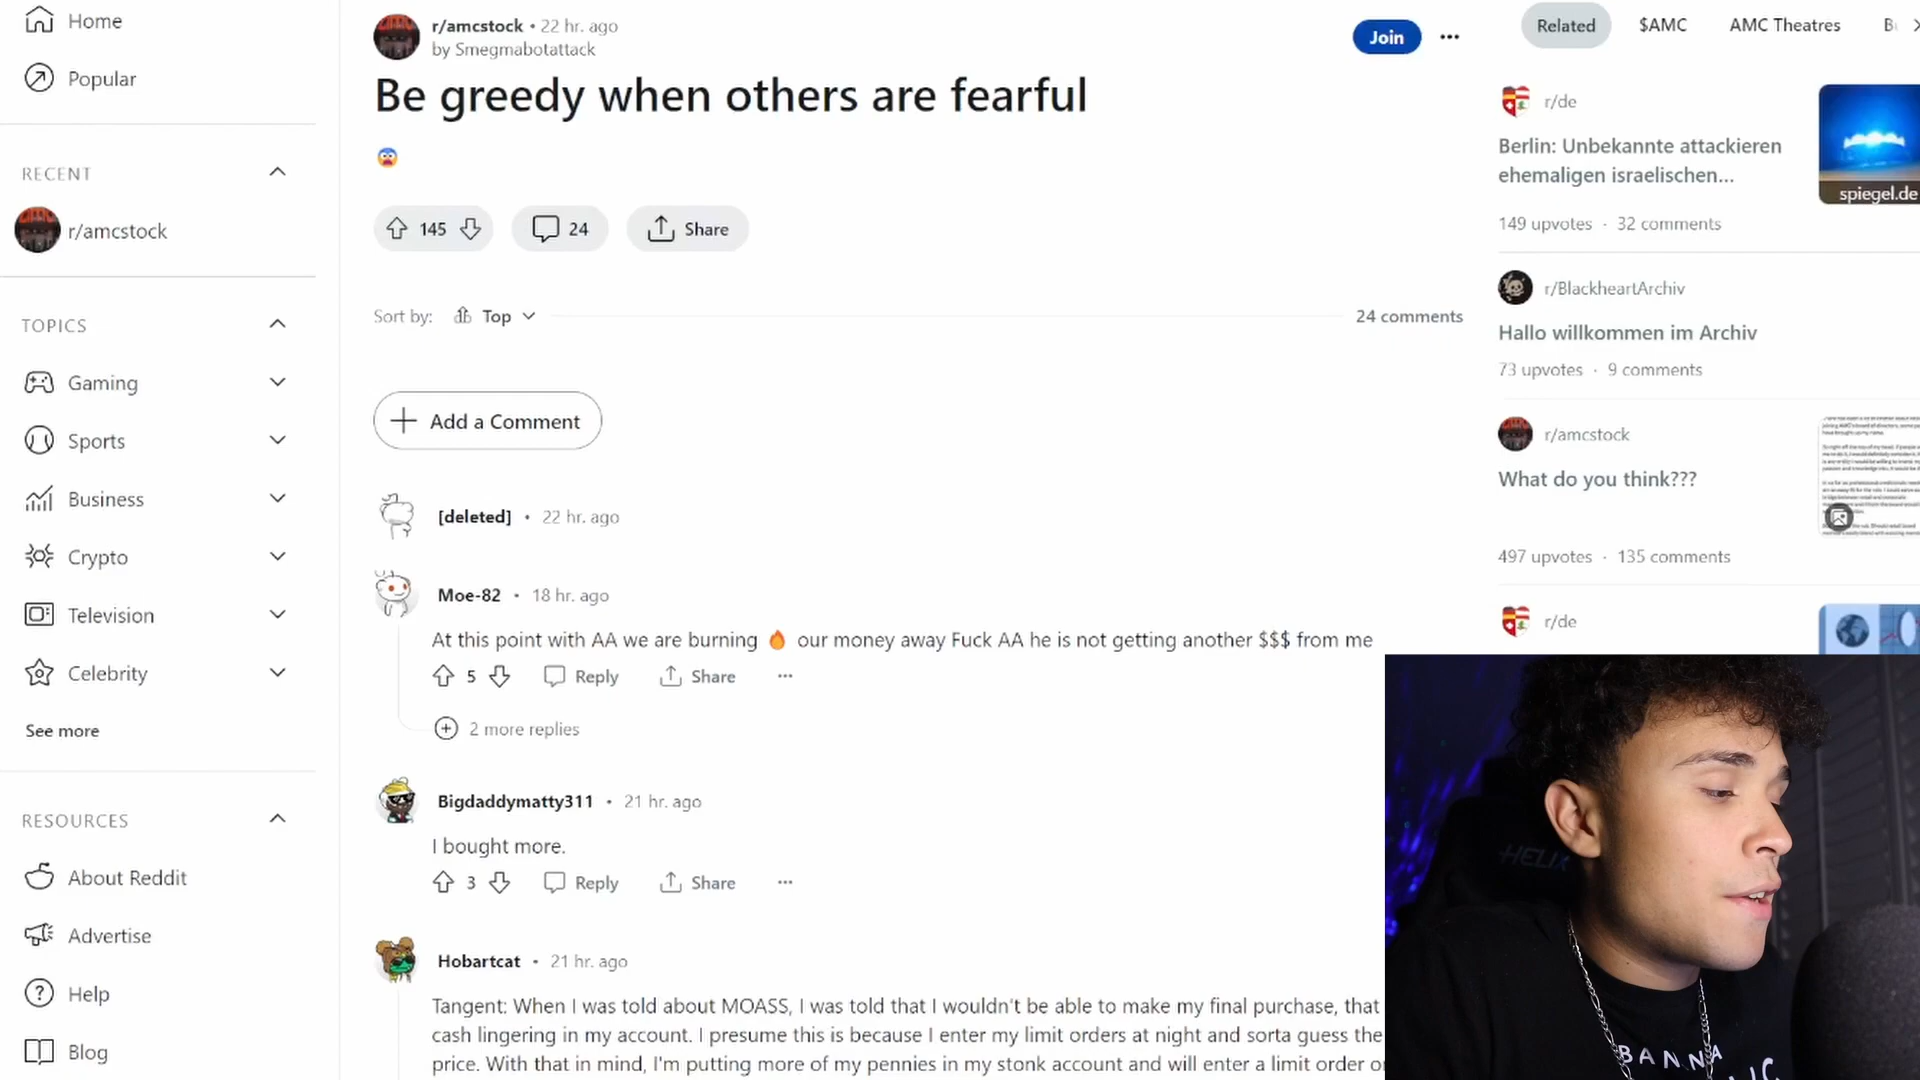 Home
Popular
RECENT
r/amcstock
TOPICS
Gaming
Sports
Business
Crypto
Television
Celebrity
See more
RESOURCES
About Reddit
Advertise
Help
Blog
r/amcstock • 22 hr. ago
by Smegmabotattack
Join
Be greedy when others are fearful
145
24
Share
Sort by: Top
24 comments
Add a Comment
[deleted] • 22 hr. ago
Moe-82 • 18 hr. ago
At this point with AA we are burning 🔥 our money away Fuck AA he is not getting another $$$ from me
5 Reply Share
2 more replies
Bigdaddymatty311 • 21 hr. ago
I bought more.
3 Reply Share
Hobartcat • 21 hr. ago
Tangent: When I was told about MOASS, I was told that I wouldn't be able to make my final purchase, that
cash lingering in my account. I presume this is because I enter my limit orders at night and sorta guess the
price. With that in mind, I'm putting more of my pennies in my stonk account and will enter a limit order
Related $AMC AMC Theatres
r/de
Berlin: Unbekannte attackieren
ehemaligen israelischen...
spiegel.de
149 upvotes · 32 comments
r/BlackheartArchiv
Hallo willkommen im Archiv
73 upvotes · 9 comments
r/amcstock
What do you think???
497 upvotes · 135 comments
r/de
HELIX